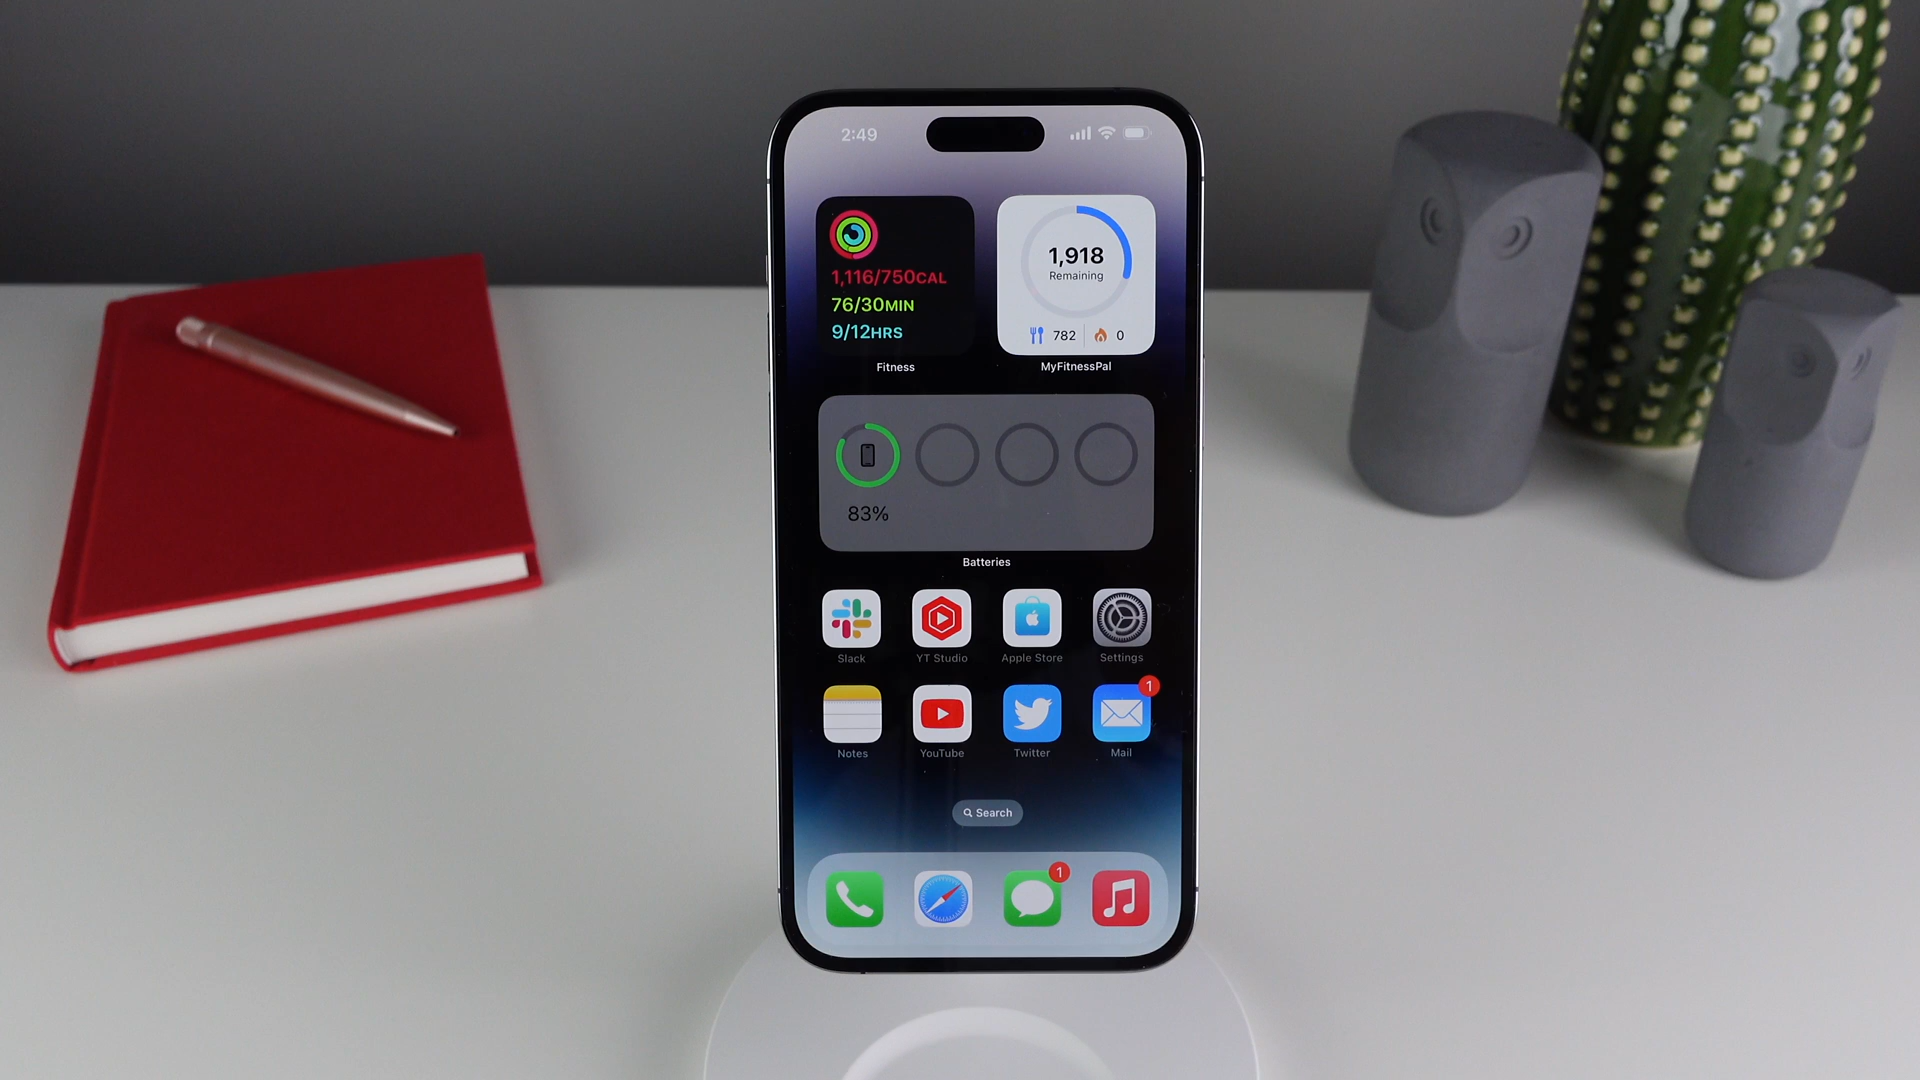 2:49
1,116/750CAL
76/30MIN
9/12HRS
Fitness
1,918
Remaining
782
0
MyFitnessPal
83%
Batteries
Slack
YT Studio
Apple Store
Settings
1
Notes
YouTube
Twitter
Mail
Search
1